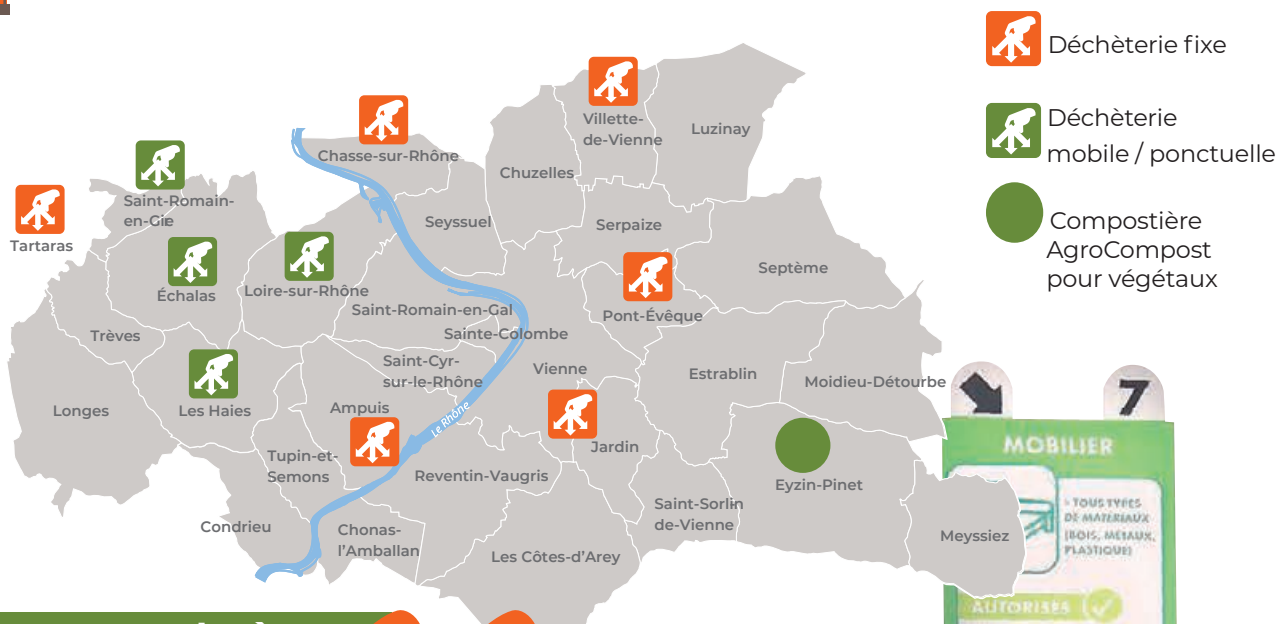 Déchèterie fixe
Déchèterie
mobile / ponctuelle
Compostière
AgroCompost
pour végétaux
Villette-
de-Vienne
Luzinay
Chasse-sur-Rhône
Chuzelles
Saint-Romain-
en-Gie
Tartaras
Seyssuel
Serpaize
Septème
Échalas
Loire-sur-Rhône
Saint-Romain-en-Gal
Pont-Évêque
Trèves
Sainte-Colombe
Saint-Cyr-
sur-le-Rhône
Vienne
Estrablin
Moidieu-Détourbe
Longes
Les Haies
Ampuis
Le Rhône
Jardin
Tupin-et-
Semons
Reventin-Vaugris
Eyzin-Pinet
Saint-Sorlin
de-Vienne
Condrieu
Chonas-
l'Amballan
Les Côtes-d'Arey
Meyssiez
7
MOBILIER
> TOUS TYPES
DE MATÉRIAUX
(BOIS, MÉTAUX,
PLASTIQUE)
AUTORISÉS